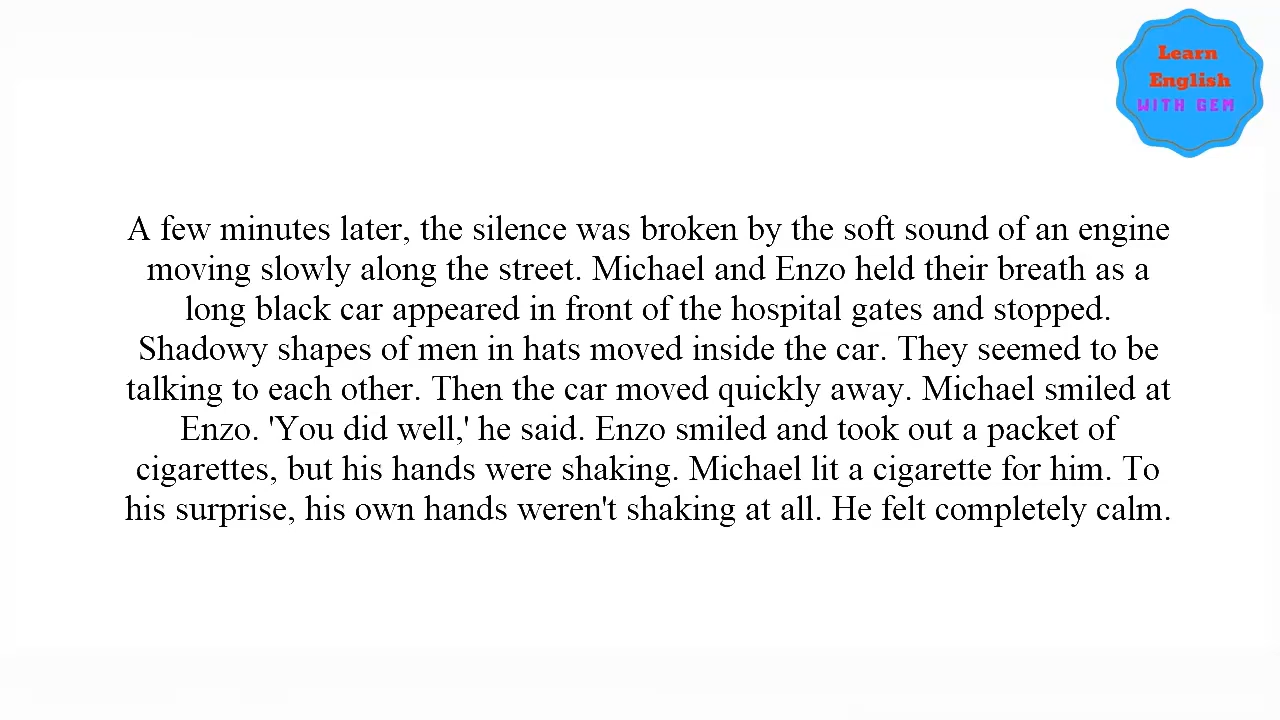 Learn
English
WITH GEM
A few minutes later, the silence was broken by the soft sound of an engine
moving slowly along the street. Michael and Enzo held their breath as a
long black car appeared in front of the hospital gates and stopped.
Shadowy shapes of men in hats moved inside the car. They seemed to be
talking to each other. Then the car moved quickly away. Michael smiled at
Enzo. 'You did well,' he said. Enzo smiled and took out a packet of
cigarettes, but his hands were shaking. Michael lit a cigarette for him. To
his surprise, his own hands weren't shaking at all. He felt completely calm.